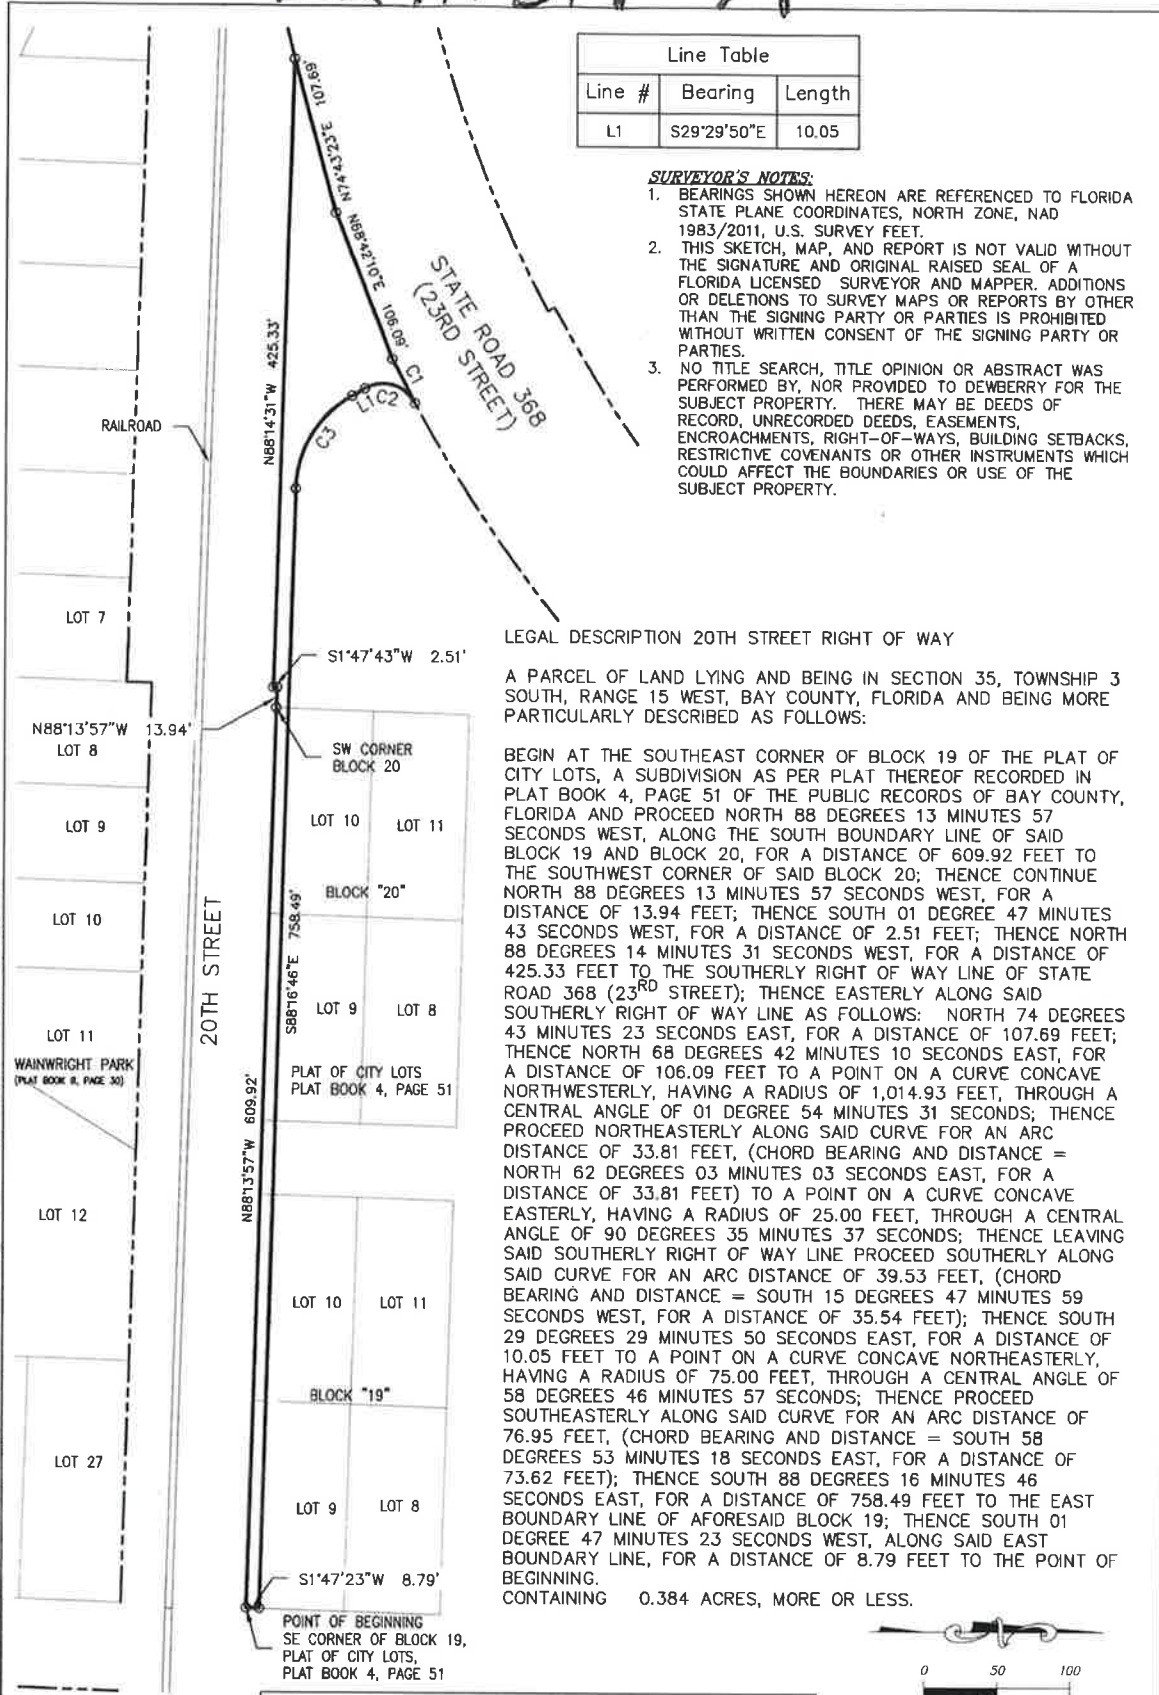 Line Table
Line # Bearing Length
L1 S29°29'50"E 10.05
SURVEYOR'S NOTES:
1. BEARINGS SHOWN HEREON ARE REFERENCED TO FLORIDA
STATE PLANE COORDINATES, NORTH ZONE, NAD
1983/2011, U.S. SURVEY FEET.
2. THIS SKETCH, MAP, AND REPORT IS NOT VALID WITHOUT
THE SIGNATURE AND ORIGINAL RAISED SEAL OF A
FLORIDA LICENSED SURVEYOR AND MAPPER. ADDITIONS
OR DELETIONS TO SURVEY MAPS OR REPORTS BY OTHER
THAN THE SIGNING PARTY OR PARTIES IS PROHIBITED
WITHOUT WRITTEN CONSENT OF THE SIGNING PARTY OR
PARTIES.
3. NO TITLE SEARCH, TITLE OPINION OR ABSTRACT WAS
PERFORMED BY, NOR PROVIDED TO DEWBERRY FOR THE
SUBJECT PROPERTY. THERE MAY BE DEEDS OF
RECORD, UNRECORDED DEEDS, EASEMENTS,
ENCROACHMENTS, RIGHT-OF-WAYS, BUILDING SETBACKS,
RESTRICTIVE COVENANTS OR OTHER INSTRUMENTS WHICH
COULD AFFECT THE BOUNDARIES OR USE OF THE
SUBJECT PROPERTY.
N74°43'23"E 107.69'
N68°42'10"E 106.09'
C1
L1 C2
C3
STATE ROAD 368
(23RD STREET)
N88°14'31"W 425.33'
RAILROAD
LOT 7
S1°47'43"W 2.51'
N88°13'57"W 13.94'
LOT 8
SW CORNER
BLOCK 20
LOT 9
LOT 10 LOT 11
BLOCK "20"
LOT 10
20TH STREET
S88°16'46"E 758.49'
LOT 9 LOT 8
LOT 11
WAINWRIGHT PARK
(PLAT BOOK 8, PAGE 30)
PLAT OF CITY LOTS
PLAT BOOK 4, PAGE 51
N88°13'57"W 609.92'
LOT 12
LOT 10 LOT 11
BLOCK "19"
LOT 27
LOT 9 LOT 8
S1°47'23"W 8.79'
POINT OF BEGINNING
SE CORNER OF BLOCK 19,
PLAT OF CITY LOTS,
PLAT BOOK 4, PAGE 51
LEGAL DESCRIPTION 20TH STREET RIGHT OF WAY
A PARCEL OF LAND LYING AND BEING IN SECTION 35, TOWNSHIP 3
SOUTH, RANGE 15 WEST, BAY COUNTY, FLORIDA AND BEING MORE
PARTICULARLY DESCRIBED AS FOLLOWS:
BEGIN AT THE SOUTHEAST CORNER OF BLOCK 19 OF THE PLAT OF
CITY LOTS, A SUBDIVISION AS PER PLAT THEREOF RECORDED IN
PLAT BOOK 4, PAGE 51 OF THE PUBLIC RECORDS OF BAY COUNTY,
FLORIDA AND PROCEED NORTH 88 DEGREES 13 MINUTES 57
SECONDS WEST, ALONG THE SOUTH BOUNDARY LINE OF SAID
BLOCK 19 AND BLOCK 20, FOR A DISTANCE OF 609.92 FEET TO
THE SOUTHWEST CORNER OF SAID BLOCK 20; THENCE CONTINUE
NORTH 88 DEGREES 13 MINUTES 57 SECONDS WEST, FOR A
DISTANCE OF 13.94 FEET; THENCE SOUTH 01 DEGREE 47 MINUTES
43 SECONDS WEST, FOR A DISTANCE OF 2.51 FEET; THENCE NORTH
88 DEGREES 14 MINUTES 31 SECONDS WEST, FOR A DISTANCE OF
425.33 FEET TO THE SOUTHERLY RIGHT OF WAY LINE OF STATE
ROAD 368 (23RD STREET); THENCE EASTERLY ALONG SAID
SOUTHERLY RIGHT OF WAY LINE AS FOLLOWS: NORTH 74 DEGREES
43 MINUTES 23 SECONDS EAST, FOR A DISTANCE OF 107.69 FEET;
THENCE NORTH 68 DEGREES 42 MINUTES 10 SECONDS EAST, FOR
A DISTANCE OF 106.09 FEET TO A POINT ON A CURVE CONCAVE
NORTHWESTERLY, HAVING A RADIUS OF 1,014.93 FEET, THROUGH A
CENTRAL ANGLE OF 01 DEGREE 54 MINUTES 31 SECONDS; THENCE
PROCEED NORTHEASTERLY ALONG SAID CURVE FOR AN ARC
DISTANCE OF 33.81 FEET, (CHORD BEARING AND DISTANCE =
NORTH 62 DEGREES 03 MINUTES 03 SECONDS EAST, FOR A
DISTANCE OF 33.81 FEET) TO A POINT ON A CURVE CONCAVE
EASTERLY, HAVING A RADIUS OF 25.00 FEET, THROUGH A CENTRAL
ANGLE OF 90 DEGREES 35 MINUTES 37 SECONDS; THENCE LEAVING
SAID SOUTHERLY RIGHT OF WAY LINE PROCEED SOUTHERLY ALONG
SAID CURVE FOR AN ARC DISTANCE OF 39.53 FEET, (CHORD
BEARING AND DISTANCE = SOUTH 15 DEGREES 47 MINUTES 59
SECONDS WEST, FOR A DISTANCE OF 35.54 FEET); THENCE SOUTH
29 DEGREES 29 MINUTES 50 SECONDS EAST, FOR A DISTANCE OF
10.05 FEET TO A POINT ON A CURVE CONCAVE NORTHEASTERLY,
HAVING A RADIUS OF 75.00 FEET, THROUGH A CENTRAL ANGLE OF
58 DEGREES 46 MINUTES 57 SECONDS; THENCE PROCEED
SOUTHEASTERLY ALONG SAID CURVE FOR AN ARC DISTANCE OF
76.95 FEET, (CHORD BEARING AND DISTANCE = SOUTH 58
DEGREES 53 MINUTES 18 SECONDS EAST, FOR A DISTANCE OF
73.62 FEET); THENCE SOUTH 88 DEGREES 16 MINUTES 46
SECONDS EAST, FOR A DISTANCE OF 758.49 FEET TO THE EAST
BOUNDARY LINE OF AFORESAID BLOCK 19; THENCE SOUTH 01
DEGREE 47 MINUTES 23 SECONDS WEST, ALONG SAID EAST
BOUNDARY LINE, FOR A DISTANCE OF 8.79 FEET TO THE POINT OF
BEGINNING.
CONTAINING 0.384 ACRES, MORE OR LESS.
0 50 100